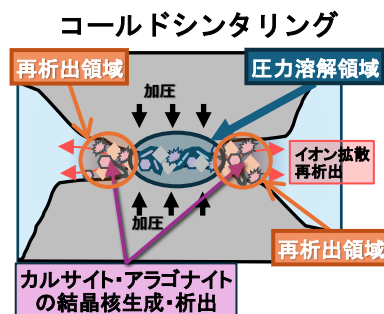 コールドシンタリング
再析出領域
圧力溶解領域
加圧
イオン拡散
再析出
加圧
再析出領域
カルサイト・アラゴナイト
の結晶核生成・析出